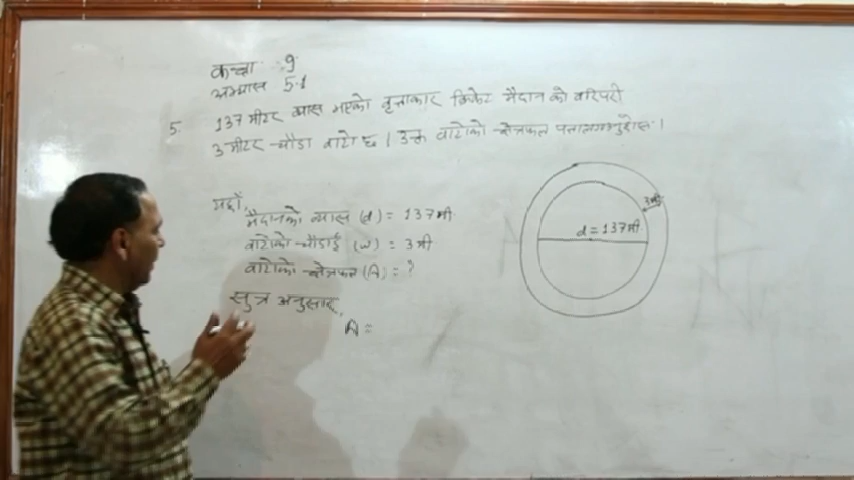 कक्षा 9
अभ्यास 5.1
5. 137 मीटर व्यास भएको वृत्ताकार क्रिकेट मैदानको वरिपरी
3 मीटर चौडा बाटो छ । उक्त बाटोको क्षेत्रफल पत्ता लगाउनुहोस ।
यहाँ,
मैदानको व्यास (d) = 137 मी
बाटोको चौडाई (w) = 3 मी
बाटोको क्षेत्रफल (A) = ?
सुत्र अनुसार,
A =
3 मी
d = 137 मी